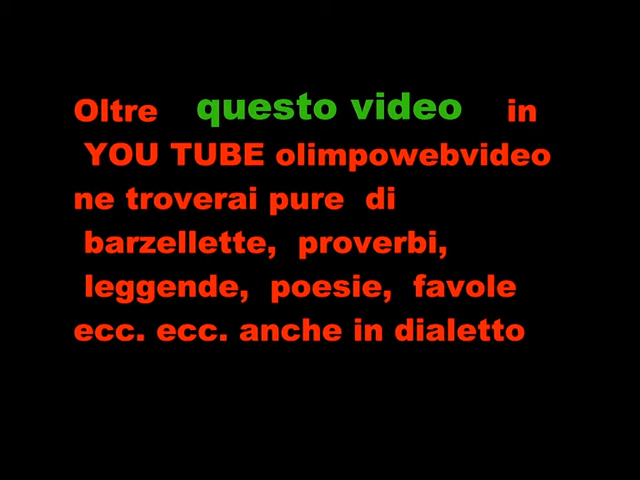 Oltre questo video in
YOU TUBE olimpowebvideo
ne troverai pure di
barzellette, proverbi,
leggende, poesie, favole
ecc. ecc. anche in dialetto